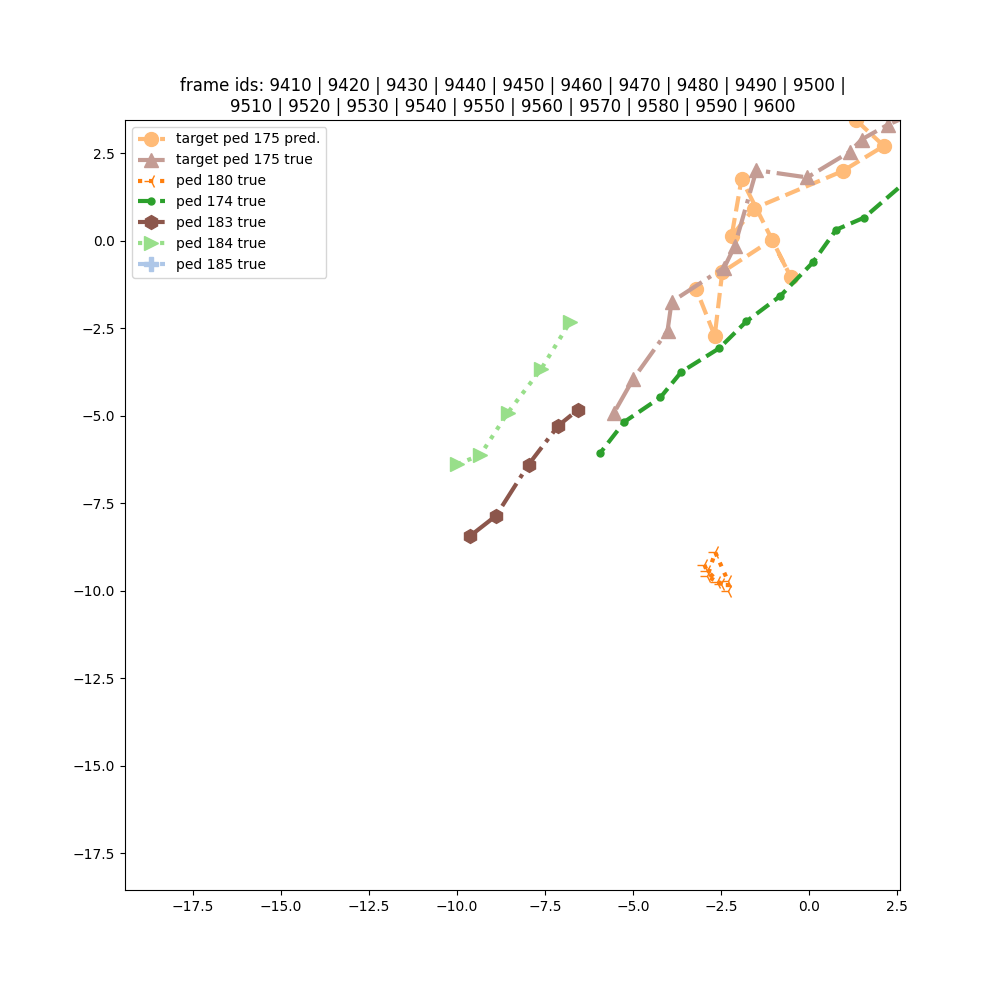 frame ids: 9410 | 9420 | 9430 | 9440 | 9450 | 9460 | 9470 | 9480 | 9490 | 9500 |
9510 | 9520 | 9530 | 9540 | 9550 | 9560 | 9570 | 9580 | 9590 | 9600
target ped 175 pred.
target ped 175 true
ped 180 true
ped 174 true
ped 183 true
ped 184 true
ped 185 true
2.5
0.0
−2.5
−5.0
−7.5
−10.0
−12.5
−15.0
−17.5
−17.5 −15.0 −12.5 −10.0 −7.5 −5.0 −2.5 0.0 2.5